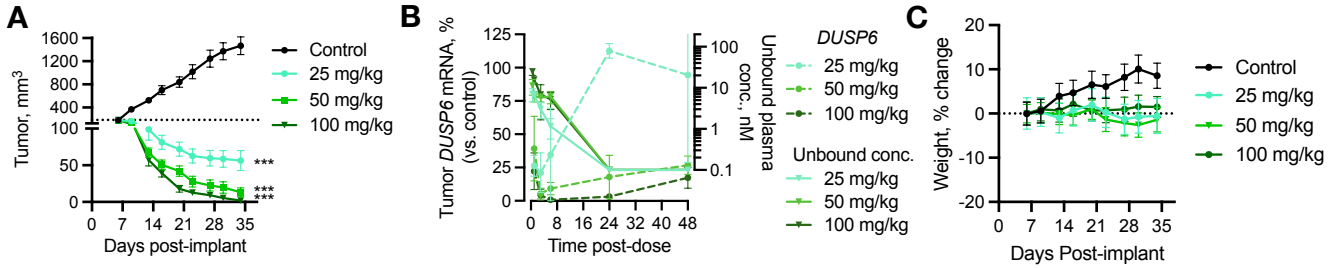 A
Tumor, mm3
1600
1200
800
400
100
50
0
0 7 14 21 28 35
Days post-implant
Control
25 mg/kg
50 mg/kg
100 mg/kg
***
***
***
B
Tumor DUSP6 mRNA, %
(vs. control)
125
100
75
50
25
0
0 8 16 24 32 40 48
Time post-dose
100
10
1
0.1
Unbound plasma
conc., nM
DUSP6
25 mg/kg
50 mg/kg
100 mg/kg
Unbound conc.
25 mg/kg
50 mg/kg
100 mg/kg
C
Weight, % change
20
10
0
-10
-20
0 7 14 21 28 35
Days Post-implant
Control
25 mg/kg
50 mg/kg
100 mg/kg